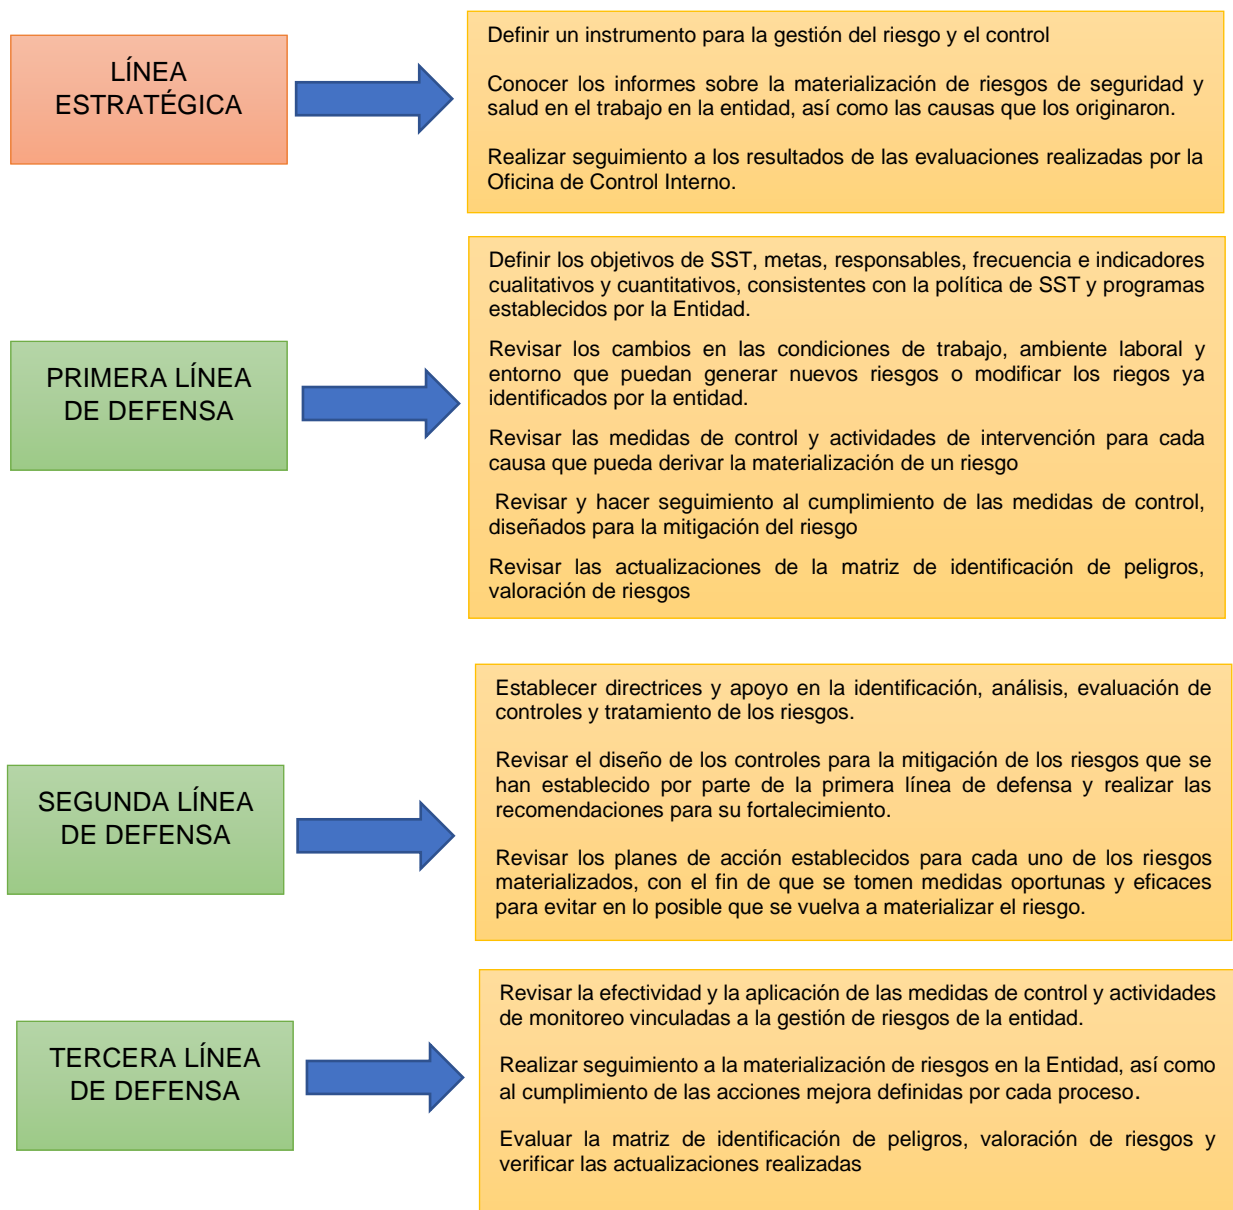 LÍNEA
ESTRATÉGICA
Definir un instrumento para la gestión del riesgo y el control
Conocer los informes sobre la materialización de riesgos de seguridad y
salud en el trabajo en la entidad, así como las causas que los originaron.
Realizar seguimiento a los resultados de las evaluaciones realizadas por la
Oficina de Control Interno.
PRIMERA LÍNEA
DE DEFENSA
Definir los objetivos de SST, metas, responsables, frecuencia e indicadores
cualitativos y cuantitativos, consistentes con la política de SST y programas
establecidos por la Entidad.
Revisar los cambios en las condiciones de trabajo, ambiente laboral y
entorno que puedan generar nuevos riesgos o modificar los riegos ya
identificados por la entidad.
Revisar las medidas de control y actividades de intervención para cada
causa que pueda derivar la materialización de un riesgo
Revisar y hacer seguimiento al cumplimiento de las medidas de control,
diseñados para la mitigación del riesgo
Revisar las actualizaciones de la matriz de identificación de peligros,
valoración de riesgos
SEGUNDA LÍNEA
DE DEFENSA
Establecer directrices y apoyo en la identificación, análisis, evaluación de
controles y tratamiento de los riesgos.
Revisar el diseño de los controles para la mitigación de los riesgos que se
han establecido por parte de la primera línea de defensa y realizar las
recomendaciones para su fortalecimiento.
Revisar los planes de acción establecidos para cada uno de los riesgos
materializados, con el fin de que se tomen medidas oportunas y eficaces
para evitar en lo posible que se vuelva a materializar el riesgo.
TERCERA LÍNEA
DE DEFENSA
Revisar la efectividad y la aplicación de las medidas de control y actividades
de monitoreo vinculadas a la gestión de riesgos de la entidad.
Realizar seguimiento a la materialización de riesgos en la Entidad, así como
al cumplimiento de las acciones mejora definidas por cada proceso.
Evaluar la matriz de identificación de peligros, valoración de riesgos y
verificar las actualizaciones realizadas